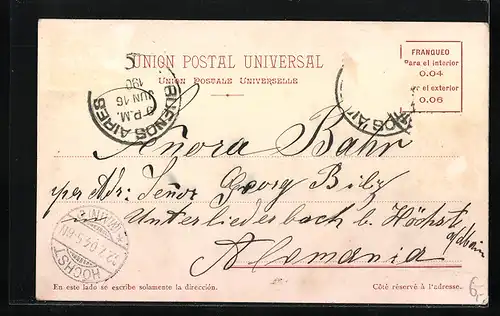 UNION POSTAL UNIVERSAL
UNION POSTALE UNIVERSELLE
FRANQUEO
Para el interior
0.04
el exterior
0.06
BUENOS AIRES
JUN 16
P.M.
Señora Bahr
per Adr: Señor Georg Bilz
in Unterliederbach b. Höchst
a/Main
Alemania
HÖCHST
En este lado se escribe solamente la dirección.
Côté réservé à l'adresse.